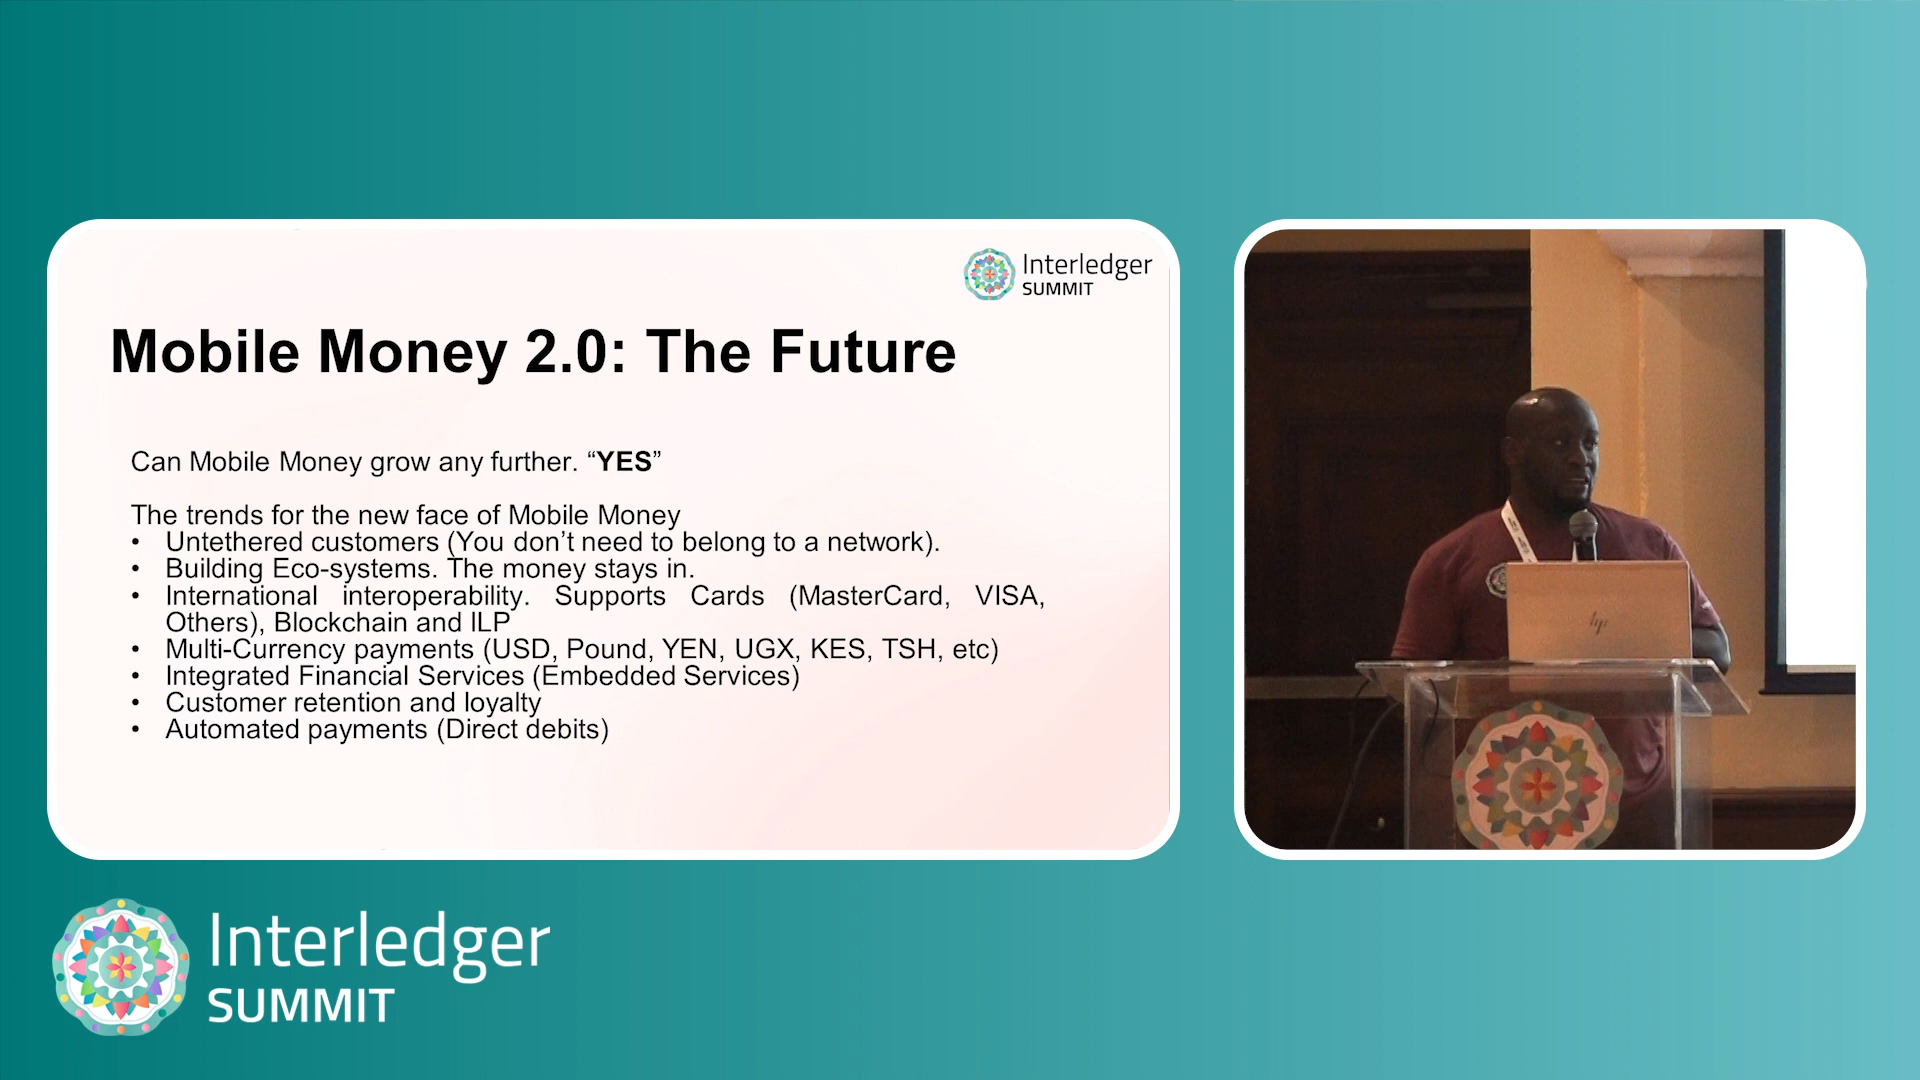 Interledger
SUMMIT
Mobile Money 2.0: The Future
Can Mobile Money grow any further. “YES”
The trends for the new face of Mobile Money
• Untethered customers (You don’t need to belong to a network).
• Building Eco-systems. The money stays in.
• International interoperability. Supports Cards (MasterCard, VISA,
Others), Blockchain and ILP
• Multi-Currency payments (USD, Pound, YEN, UGX, KES, TSH, etc)
• Integrated Financial Services (Embedded Services)
• Customer retention and loyalty
• Automated payments (Direct debits)
hp
Interledger
SUMMIT